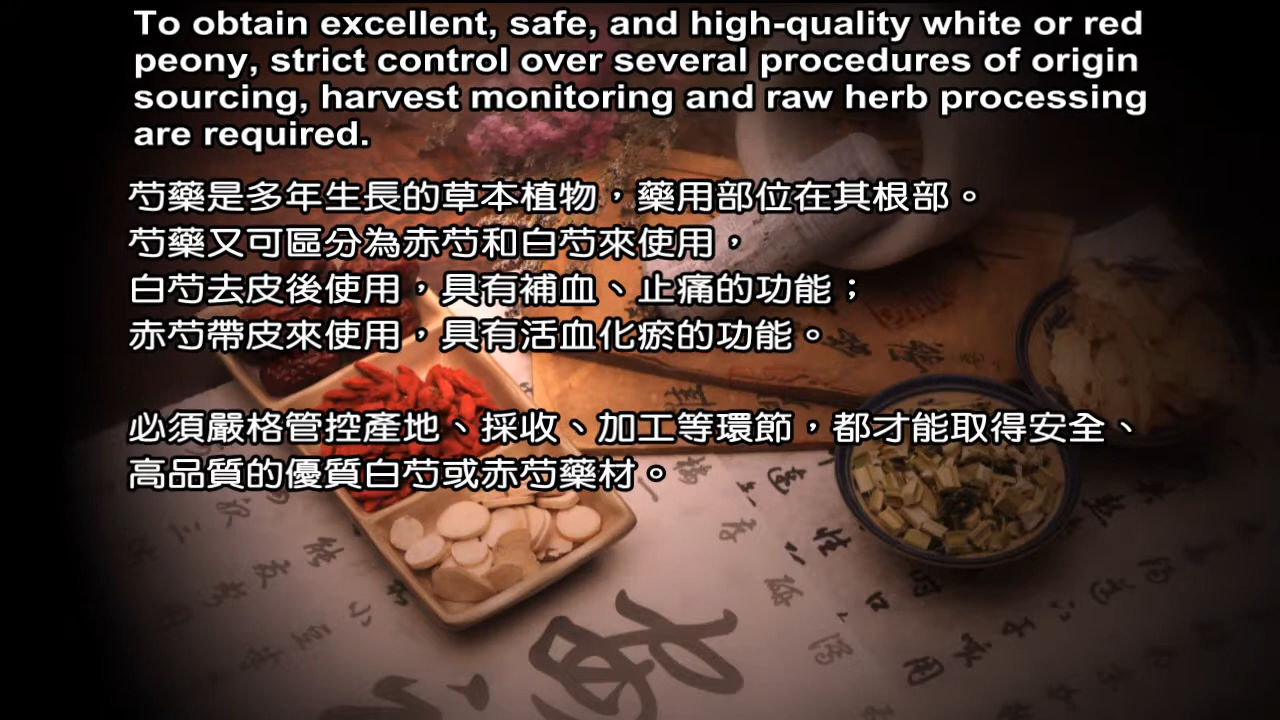 To obtain excellent, safe, and high-quality white or red
peony, strict control over several procedures of origin
sourcing, harvest monitoring and raw herb processing
are required.
芍藥是多年生長的草本植物，藥用部位在其根部。
芍藥又可區分為赤芍和白芍來使用，
白芍去皮後使用，具有補血、止痛的功能；
赤芍帶皮來使用，具有活血化瘀的功能。
必須嚴格管控產地、採收、加工等環節，都才能取得安全、
高品質的優質白芍或赤芍藥材。